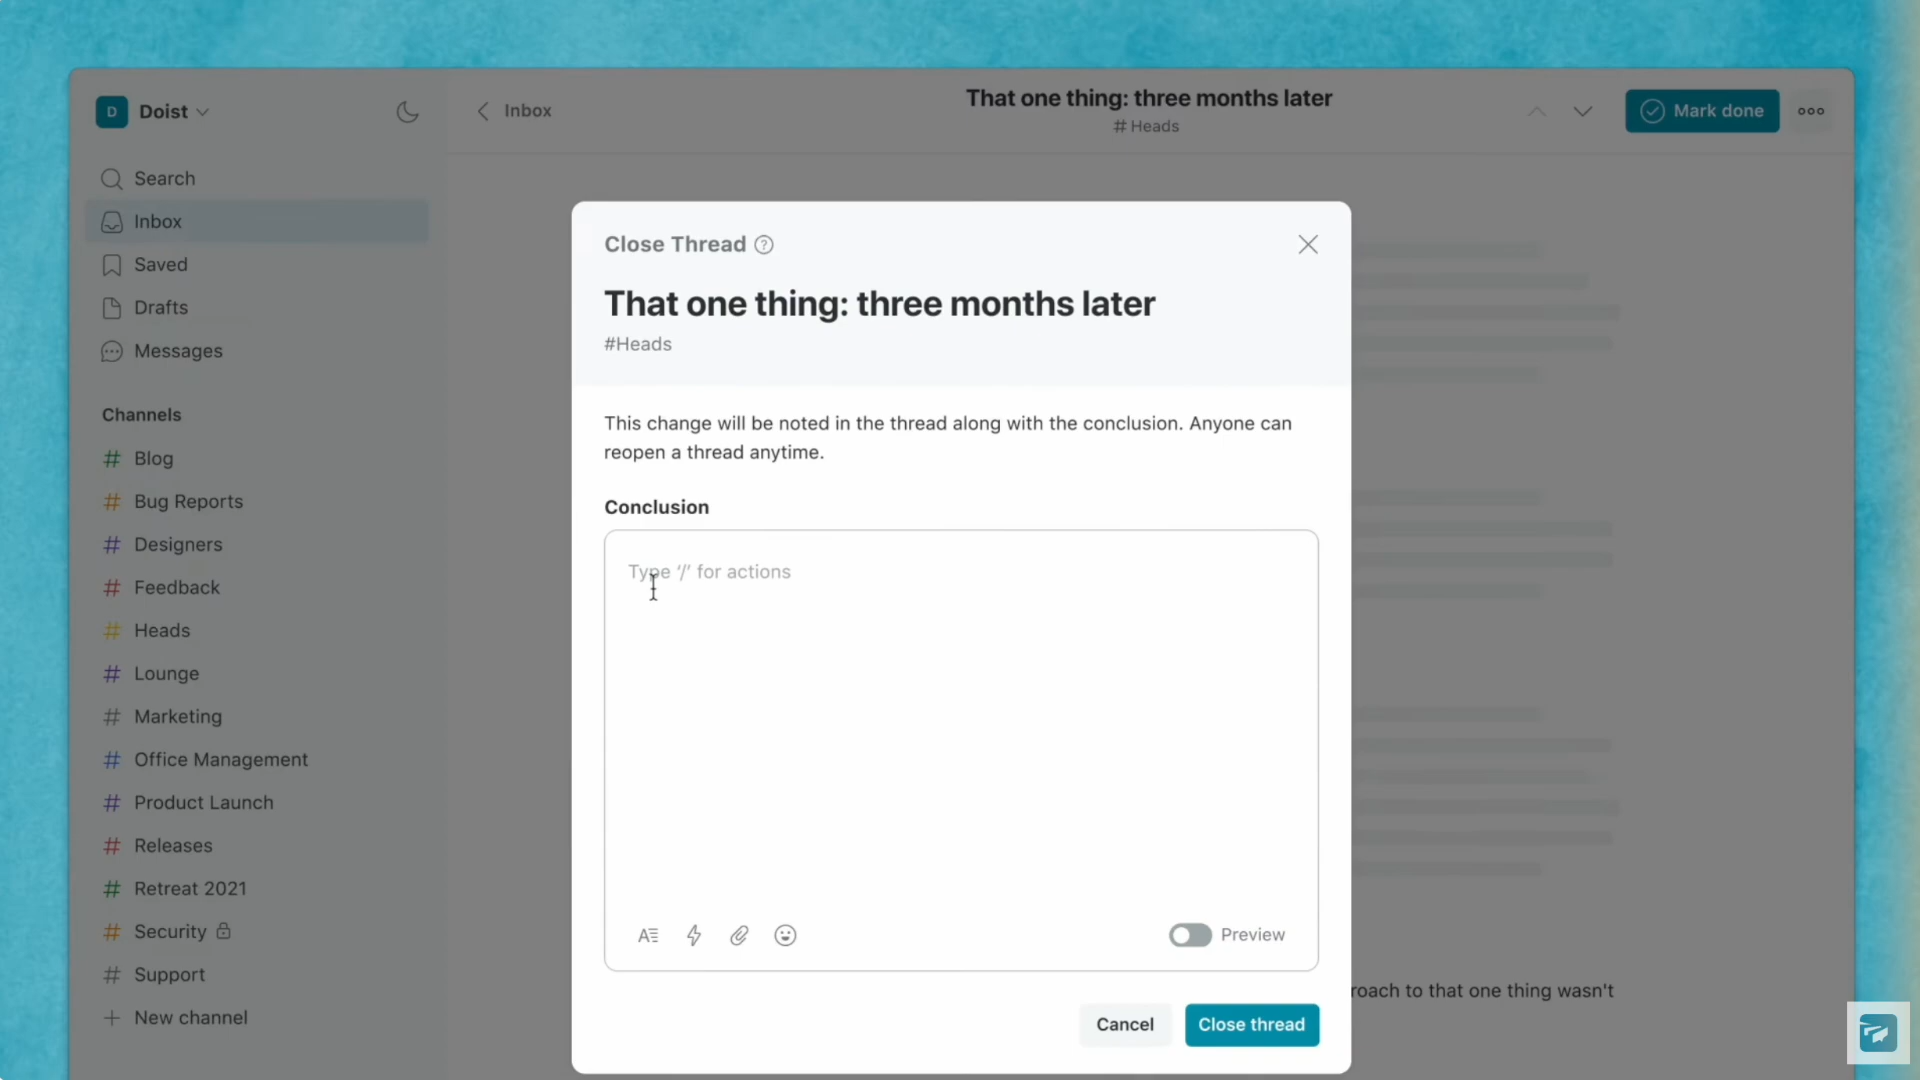 D Doist
Inbox
That one thing: three months later
# Heads
Mark done
Search
Inbox
Saved
Drafts
Messages
Channels
# Blog
# Bug Reports
# Designers
# Feedback
# Heads
# Lounge
# Marketing
# Office Management
# Product Launch
# Releases
# Retreat 2021
# Security
# Support
+ New channel
Close Thread ?
That one thing: three months later
#Heads
This change will be noted in the thread along with the conclusion. Anyone can
reopen a thread anytime.
Conclusion
Type ‘/’ for actions
Preview
Cancel
Close thread
roach to that one thing wasn't